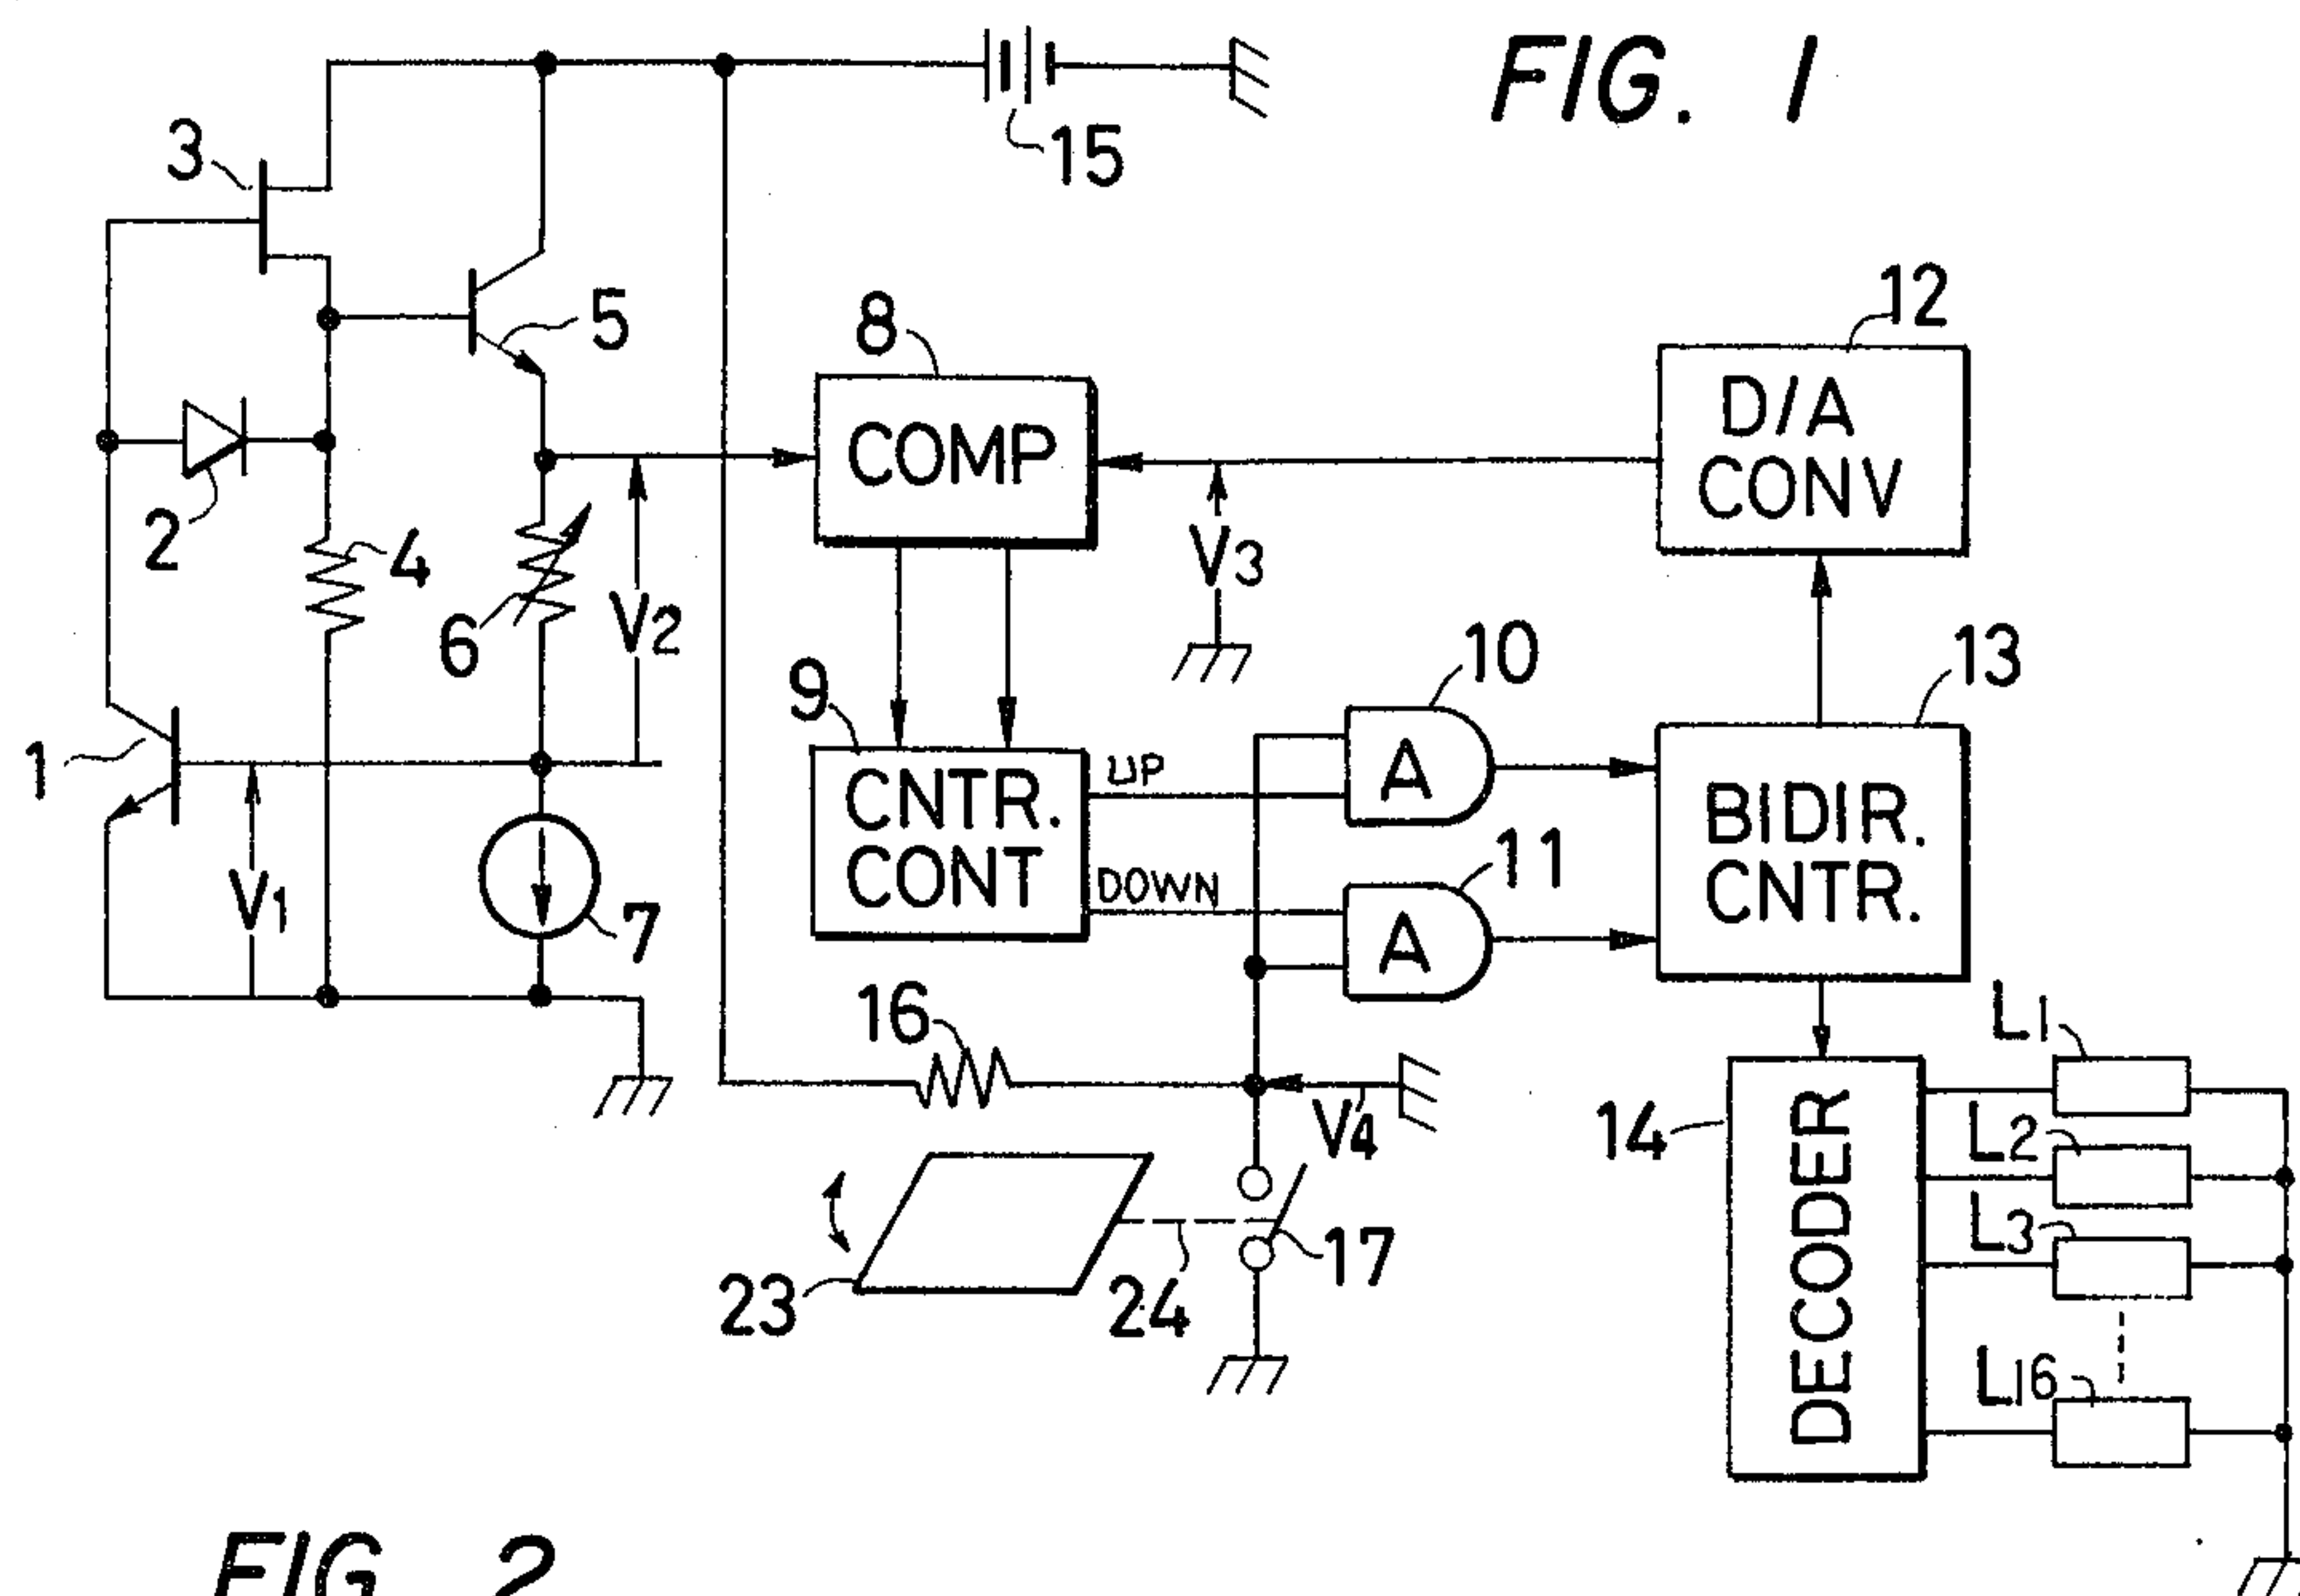 FIG. 1
15
3
5
8
COMP
12
D/A
CONV
2
4
6
V2
V3
1
V1
7
9
CNTR.
CONT
UP
DOWN
10
A
11
A
13
BIDIR.
CNTR.
16
V4
17
23
24
14
DECODER
L1
L2
L3
L16
FIG. 2